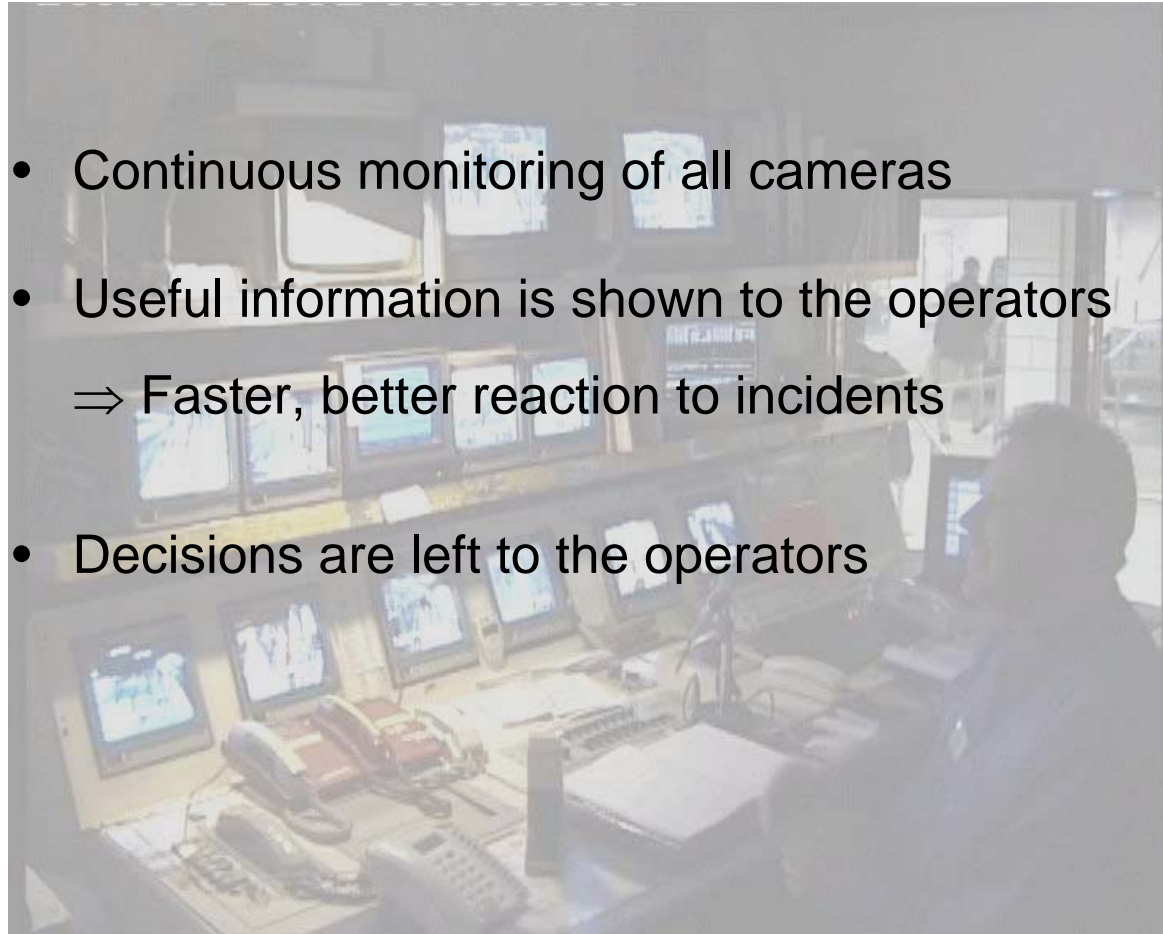 • Continuous monitoring of all cameras
• Useful information is shown to the operators
⇒ Faster, better reaction to incidents
• Decisions are left to the operators